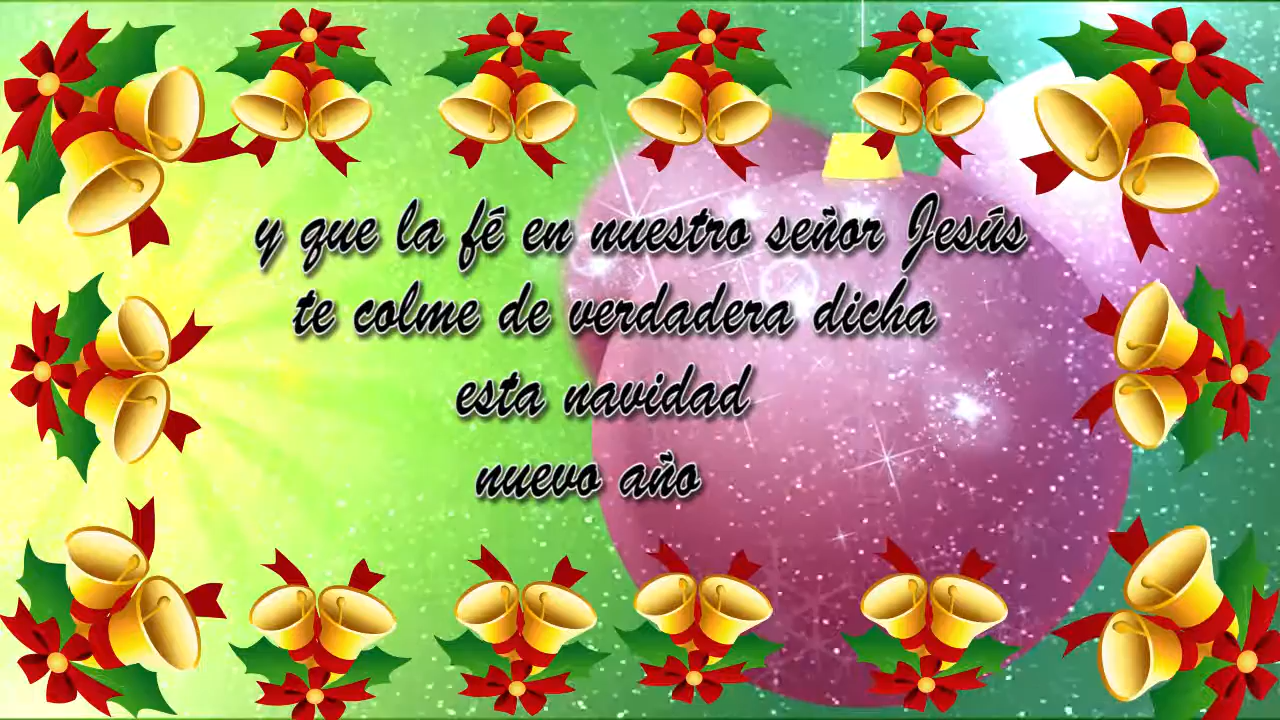 y que la fé en nuestro señor Jesús
te colme de verdadera dicha
esta navidad
nuevo año